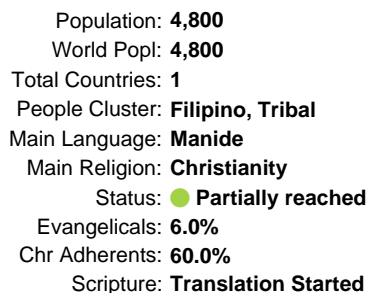 Population: 4,800
World Popl: 4,800
Total Countries: 1
People Cluster: Filipino, Tribal
Main Language: Manide
Main Religion: Christianity
Status: Partially reached
Evangelicals: 6.0%
Chr Adherents: 60.0%
Scripture: Translation Started